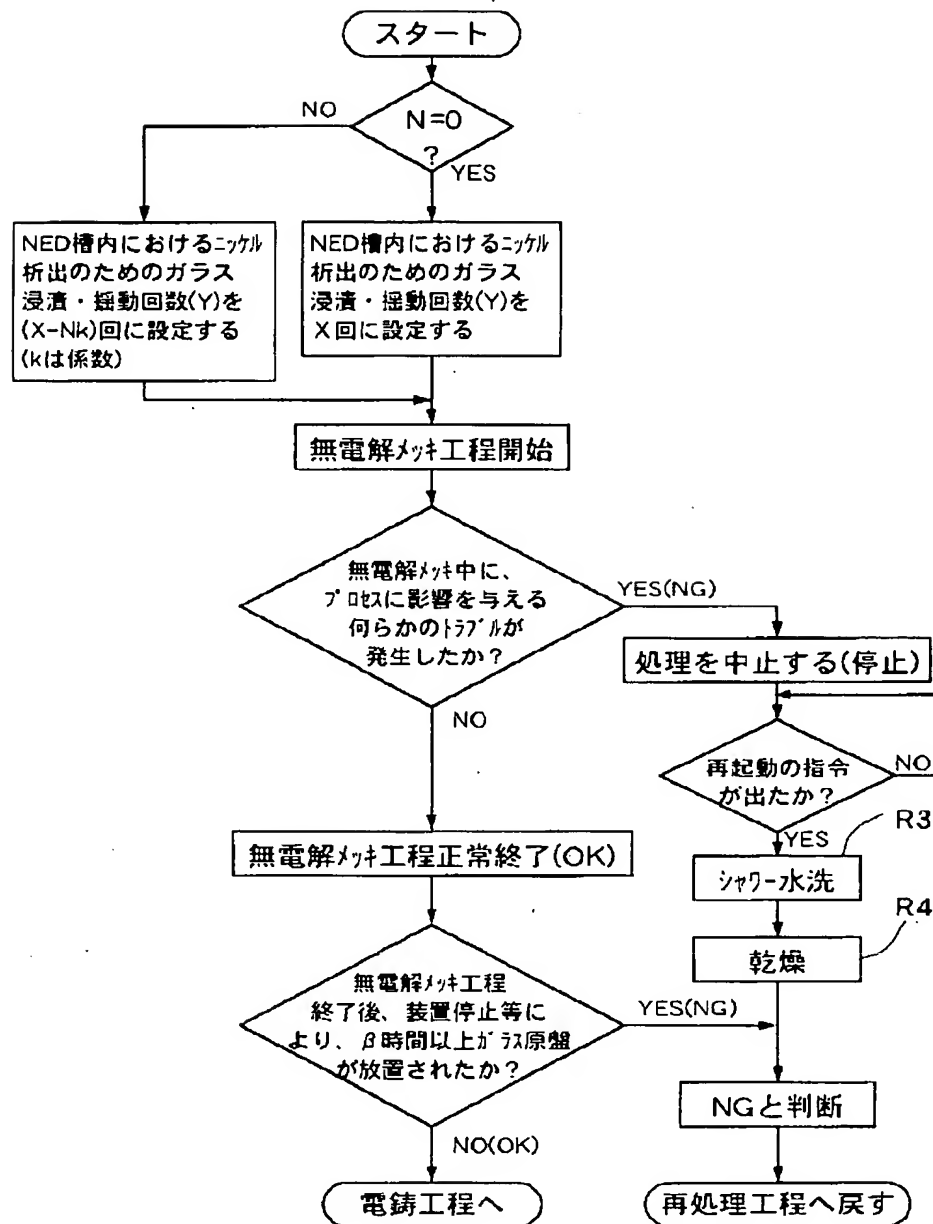 スタート
N=0
?
NO
YES
NED槽内におけるニッケル
析出のためのガラス
浸漬・揺動回数(Y)を
(X-Nk)回に設定する
(kは係数)
NED槽内におけるニッケル
析出のためのガラス
浸漬・揺動回数(Y)を
X回に設定する
無電解メッキ工程開始
無電解メッキ中に、
プロセスに影響を与える
何らかのトラブルが
発生したか?
YES(NG)
NO
処理を中止する(停止)
再起動の指令
が出たか?
NO
YES
R3
シャワー水洗
R4
乾燥
無電解メッキ工程正常終了(OK)
無電解メッキ工程
終了後、装置停止等に
より、β時間以上ガラス原盤
が放置されたか?
YES(NG)
NO(OK)
NGと判断
電鋳工程へ
再処理工程へ戻す